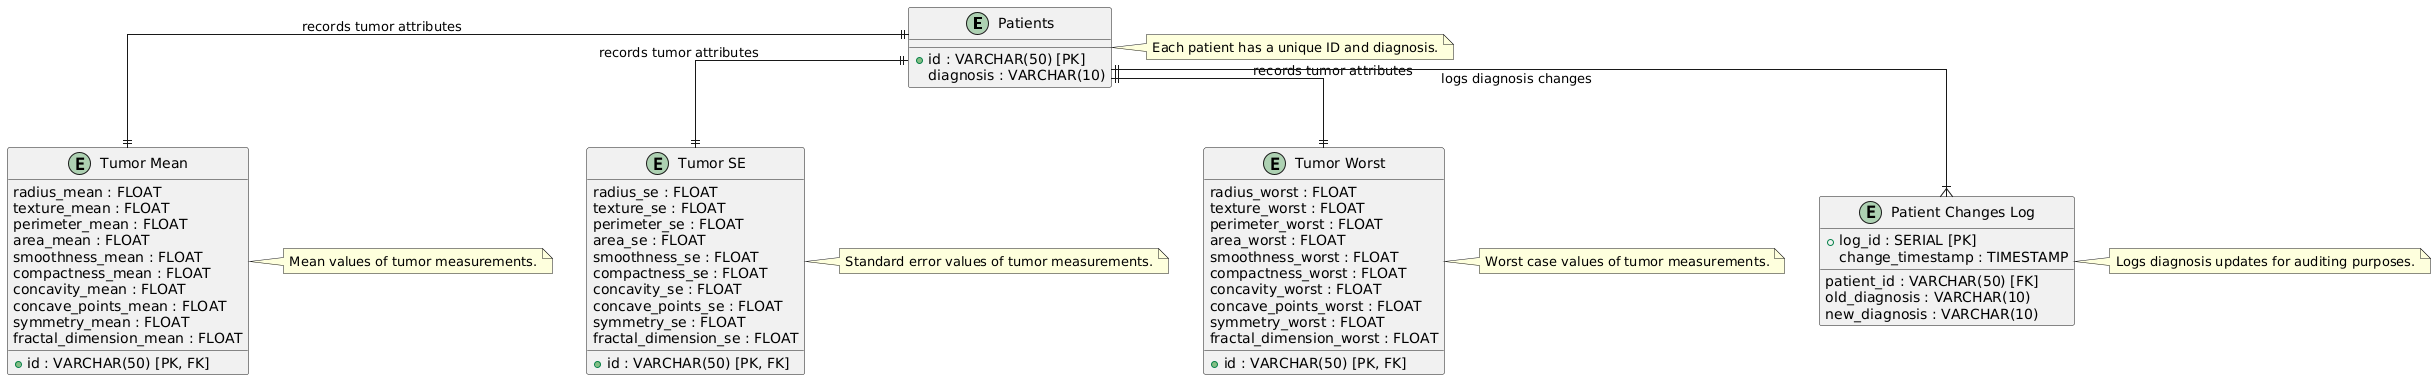 E Patients
id : VARCHAR(50) [PK]
diagnosis : VARCHAR(10)
Each patient has a unique ID and diagnosis.
records tumor attributes
records tumor attributes
records tumor attributes
logs diagnosis changes
E Tumor Mean
radius_mean : FLOAT
texture_mean : FLOAT
perimeter_mean : FLOAT
area_mean : FLOAT
smoothness_mean : FLOAT
compactness_mean : FLOAT
concavity_mean : FLOAT
concave_points_mean : FLOAT
symmetry_mean : FLOAT
fractal_dimension_mean : FLOAT
id : VARCHAR(50) [PK, FK]
Mean values of tumor measurements.
E Tumor SE
radius_se : FLOAT
texture_se : FLOAT
perimeter_se : FLOAT
area_se : FLOAT
smoothness_se : FLOAT
compactness_se : FLOAT
concavity_se : FLOAT
concave_points_se : FLOAT
symmetry_se : FLOAT
fractal_dimension_se : FLOAT
id : VARCHAR(50) [PK, FK]
Standard error values of tumor measurements.
E Tumor Worst
radius_worst : FLOAT
texture_worst : FLOAT
perimeter_worst : FLOAT
area_worst : FLOAT
smoothness_worst : FLOAT
compactness_worst : FLOAT
concavity_worst : FLOAT
concave_points_worst : FLOAT
symmetry_worst : FLOAT
fractal_dimension_worst : FLOAT
id : VARCHAR(50) [PK, FK]
Worst case values of tumor measurements.
E Patient Changes Log
log_id : SERIAL [PK]
change_timestamp : TIMESTAMP
patient_id : VARCHAR(50) [FK]
old_diagnosis : VARCHAR(10)
new_diagnosis : VARCHAR(10)
Logs diagnosis updates for auditing purposes.